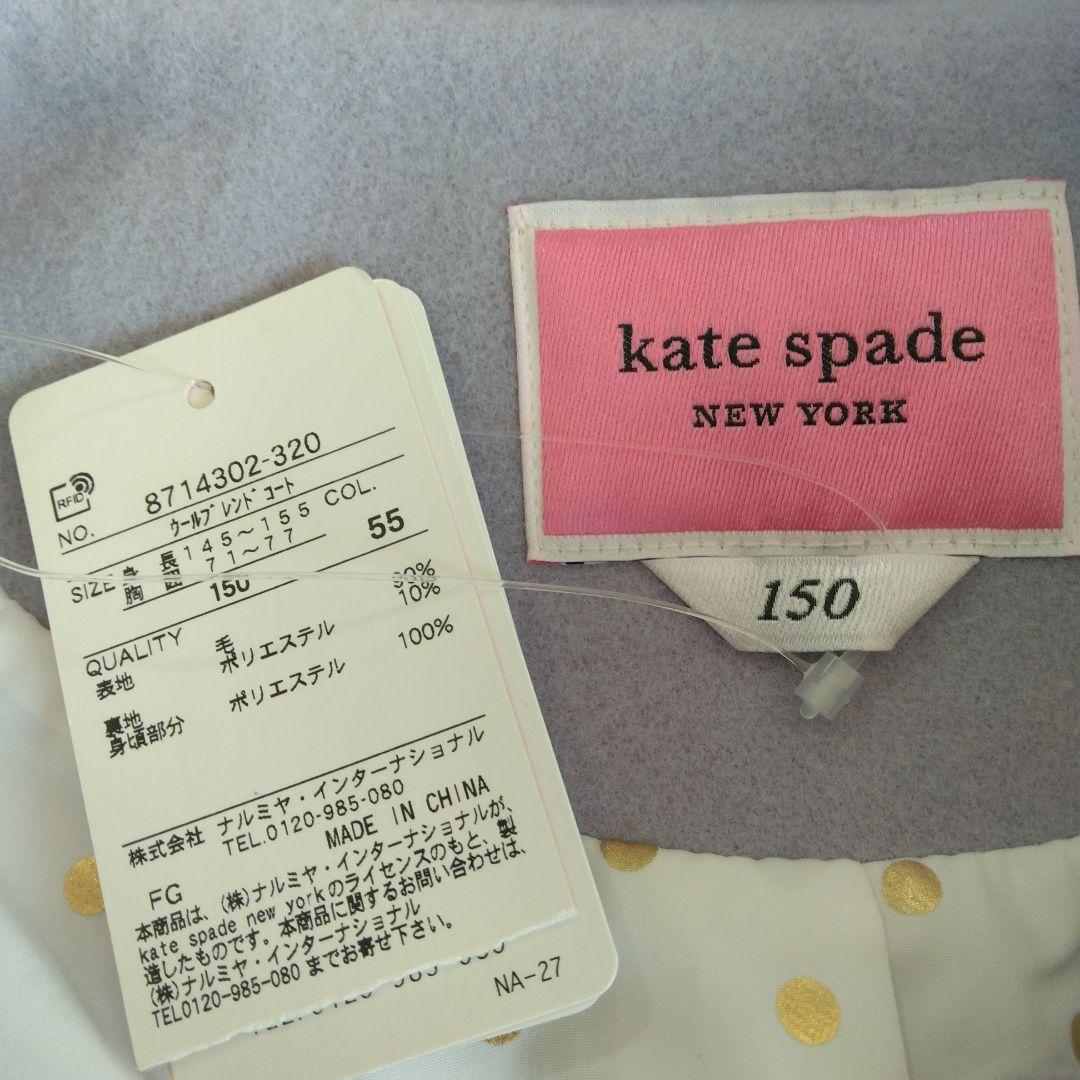 kate spade
NEW YORK
150
RFID
NO. 8714302-320
ウールブレンドコート
SIZE 身長 145～155 COL.
胸囲 71～77
150 55
QUALITY
表地 毛 90%
ポリエステル 10%
裏地 ポリエステル 100%
身頃部分
株式会社 ナルミヤ・インターナショナル
TEL.0120-985-080
MADE IN CHINA
FG
本商品は、(株)ナルミヤ・インターナショナルが、
kate spade new yorkのライセンスのもと、製
造したものです。本商品に関するお問い合わせは、
(株)ナルミヤ・インターナショナル
TEL0120-985-080 までお寄せ下さい。
NA-27